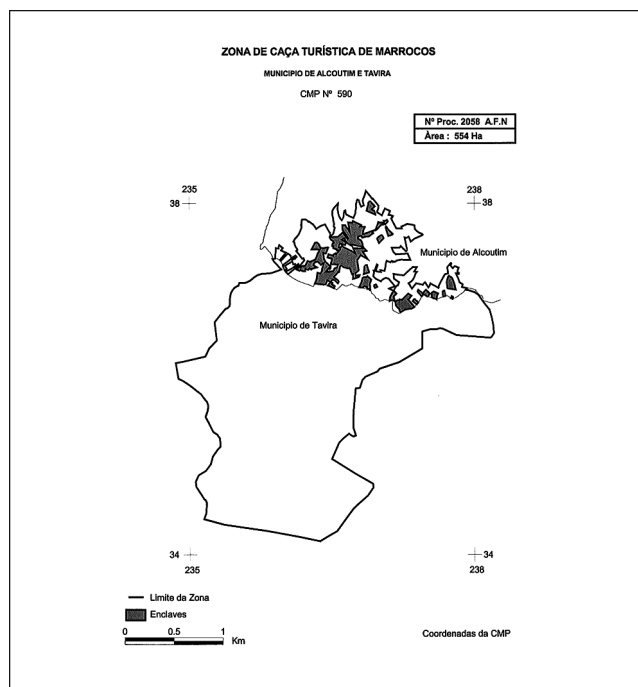 ZONA DE CAÇA TURÍSTICA DE MARROCOS
MUNICIPIO DE ALCOUTIM E TAVIRA
CMP Nº 590
Nº Proc. 2058 A.F.N
Àrea : 554 Ha
235
38
238
38
Municipio de Alcoutim
Municipio de Tavira
34
235
34
238
Limite da Zona
Enclaves
0 0.5 1
Km
Coordenadas da CMP